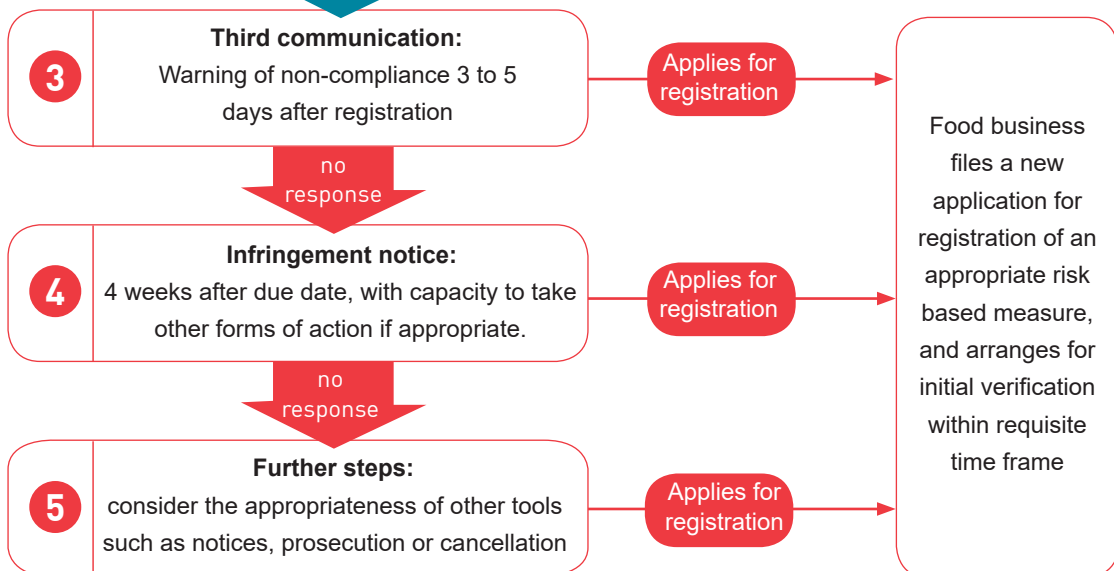 3
Third communication:
Warning of non-compliance 3 to 5
days after registration
Applies for
registration
no
response
4
Infringement notice:
4 weeks after due date, with capacity to take
other forms of action if appropriate.
Applies for
registration
no
response
5
Further steps:
consider the appropriateness of other tools
such as notices, prosecution or cancellation
Applies for
registration
Food business
files a new
application for
registration of an
appropriate risk
based measure,
and arranges for
initial verification
within requisite
time frame